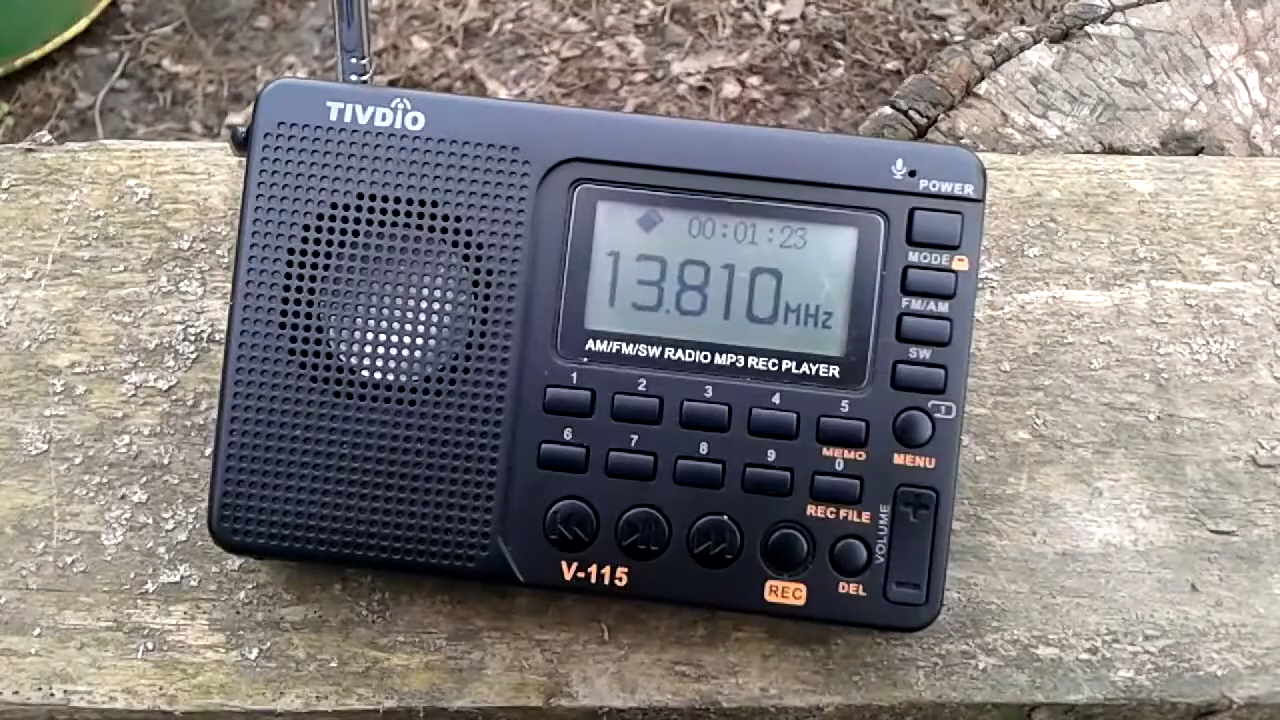 TIVDIO
POWER
00:01:23
13.810MHz
AM/FM/SW RADIO MP3 REC PLAYER
MODE
FM/AM
SW
1 2 3 4 5
MEMO
MENU
6 7 8 9 0
REC FILE
VOLUME
V-115
REC
DEL